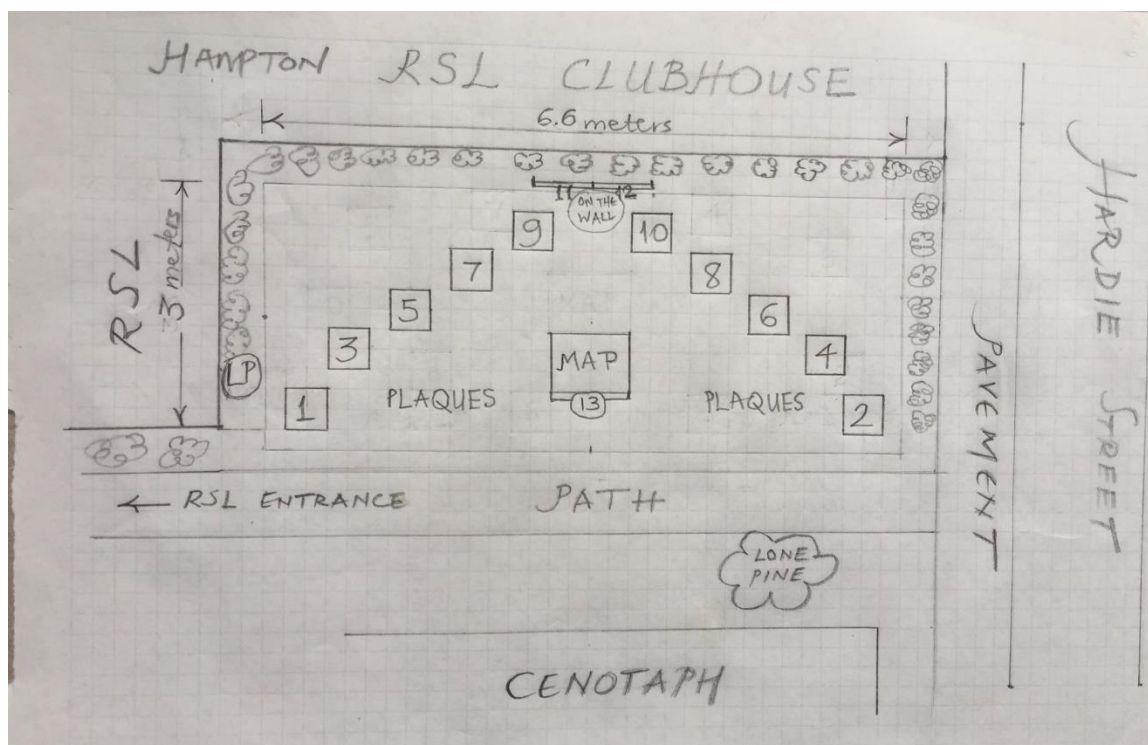 HAMPTON RSL CLUBHOUSE
6.6 meters
11 12
ON THE
WALL
9 10
7 8
5 6
3 4
MAP
13
1 2
PLAQUES PLAQUES
RSL
3 meters
LP
← RSL ENTRANCE PATH
LONE
PINE
CENOTAPH
PAVEMENT
HARDIE STREET